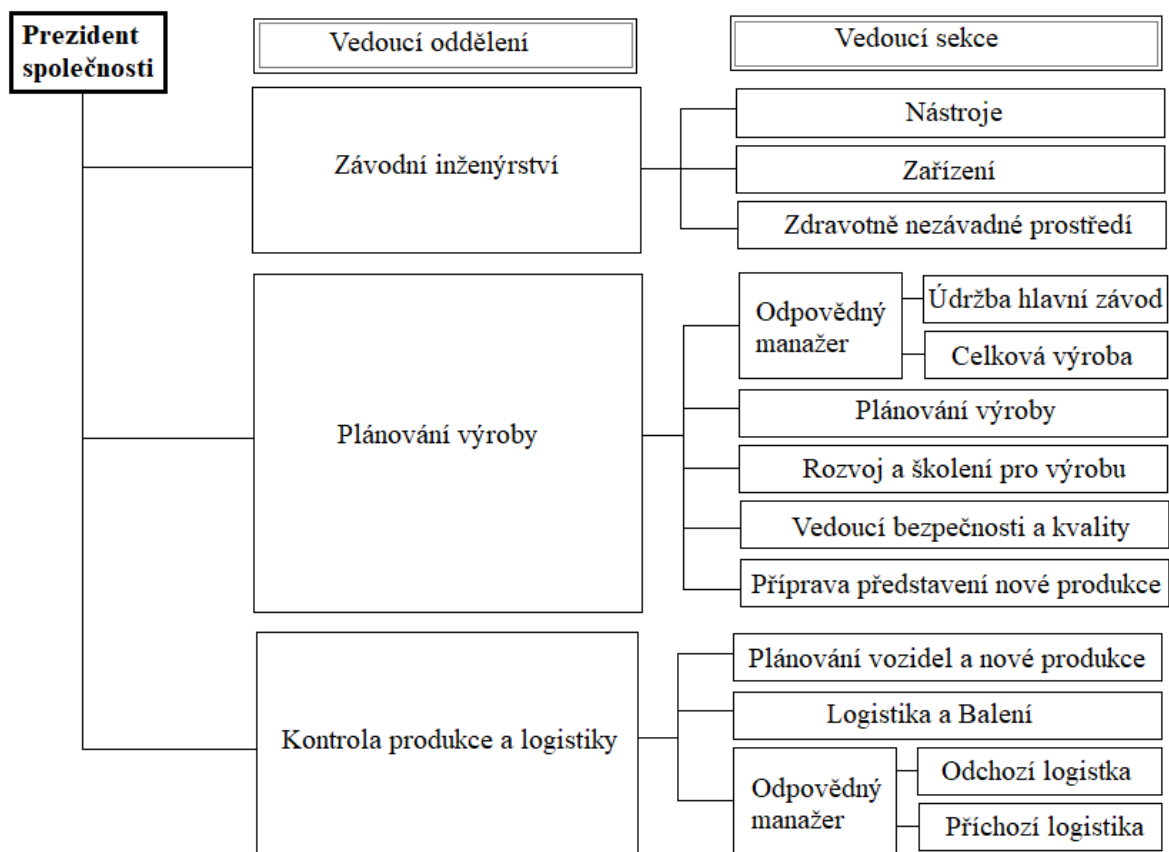 Prezident
společnosti
Vedoucí oddělení
Vedoucí sekce
Závodní inženýrství
Nástroje
Zařízení
Zdravotně nezávadné prostředí
Plánování výroby
Odpovědný
manažer
Údržba hlavní závod
Celková výroba
Plánování výroby
Rozvoj a školení pro výrobu
Vedoucí bezpečnosti a kvality
Příprava představení nové produkce
Kontrola produkce a logistiky
Plánování vozidel a nové produkce
Logistika a Balení
Odpovědný
manažer
Odchozí logistka
Příchozí logistika